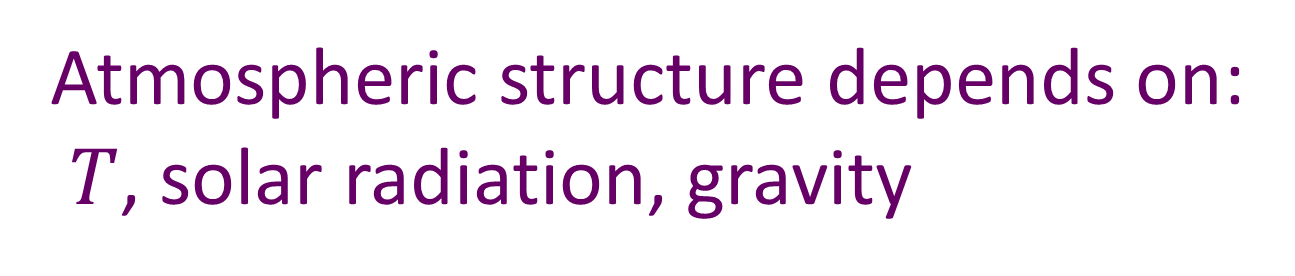 Atmospheric structure depends on:
T, solar radiation, gravity